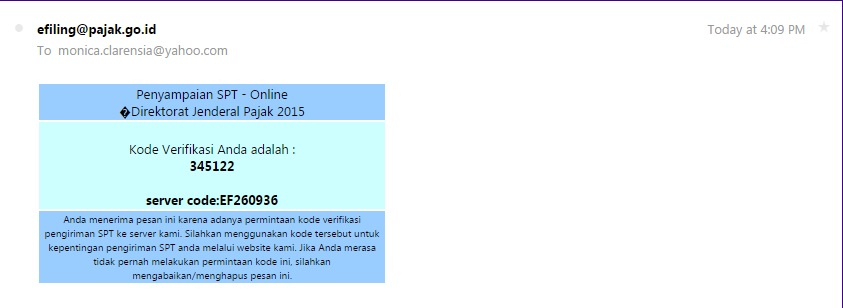 efiling@pajak.go.id
Today at 4:09 PM
To monica.clarensia@yahoo.com
Penyampaian SPT - Online
�Direktorat Jenderal Pajak 2015
Kode Verifikasi Anda adalah :
345122
server code:EF260936
Anda menerima pesan ini karena adanya permintaan kode verifikasi
pengiriman SPT ke server kami. Silahkan menggunakan kode tersebut untuk
kepentingan pengiriman SPT anda melalui website kami. Jika Anda merasa
tidak pernah melakukan permintaan kode ini, silahkan
mengabaikan/menghapus pesan ini.